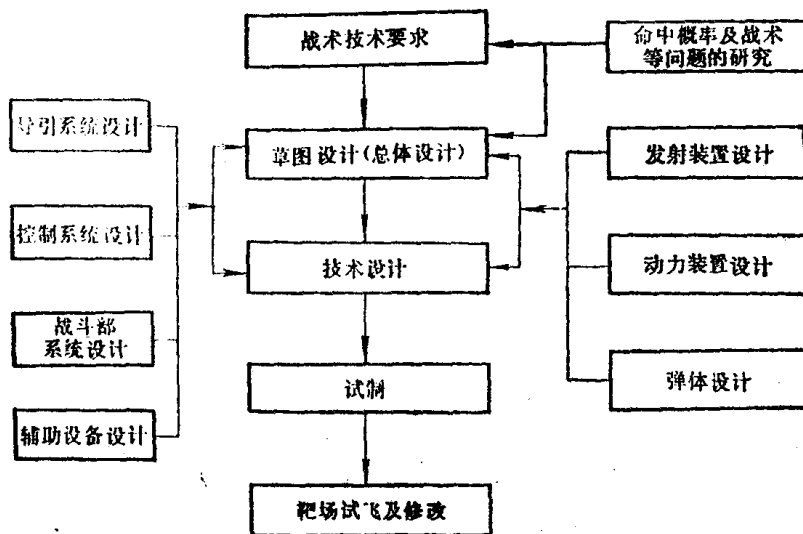 战术技术要求
命中概率及战术
等问题的研究
导引系统设计
草图设计(总体设计)
发射装置设计
控制系统设计
技术设计
动力装置设计
战斗部
系统设计
试制
弹体设计
辅助设备设计
靶场试飞及修改